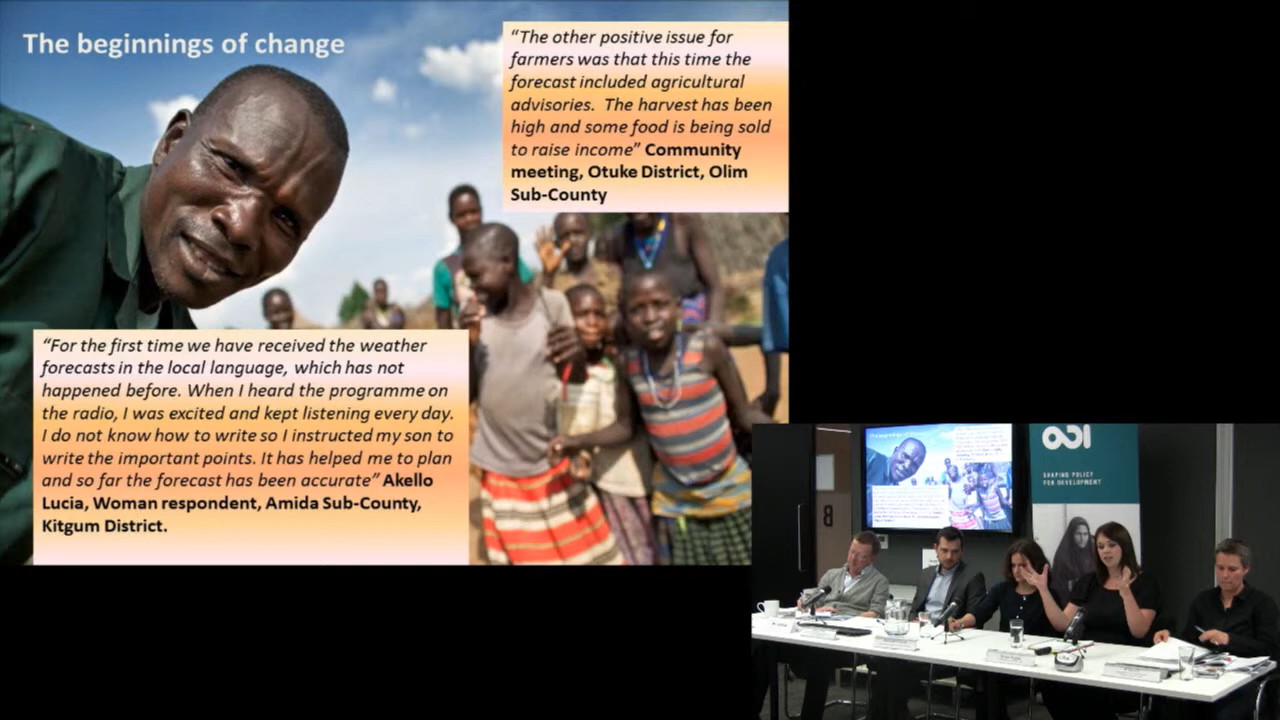 The beginnings of change
“The other positive issue for
farmers was that this time the
forecast included agricultural
advisories. The harvest has been
high and some food is being sold
to raise income” Community
meeting, Otuke District, Olim
Sub-County
“For the first time we have received the weather
forecasts in the local language, which has not
happened before. When I heard the programme on
the radio, I was excited and kept listening every day.
I do not know how to write so I instructed my son to
write the important points. It has helped me to plan
and so far the forecast has been accurate” Akello
Lucia, Woman respondent, Amida Sub-County,
Kitgum District.
odi
SHAPING POLICY
FOR DEVELOPMENT